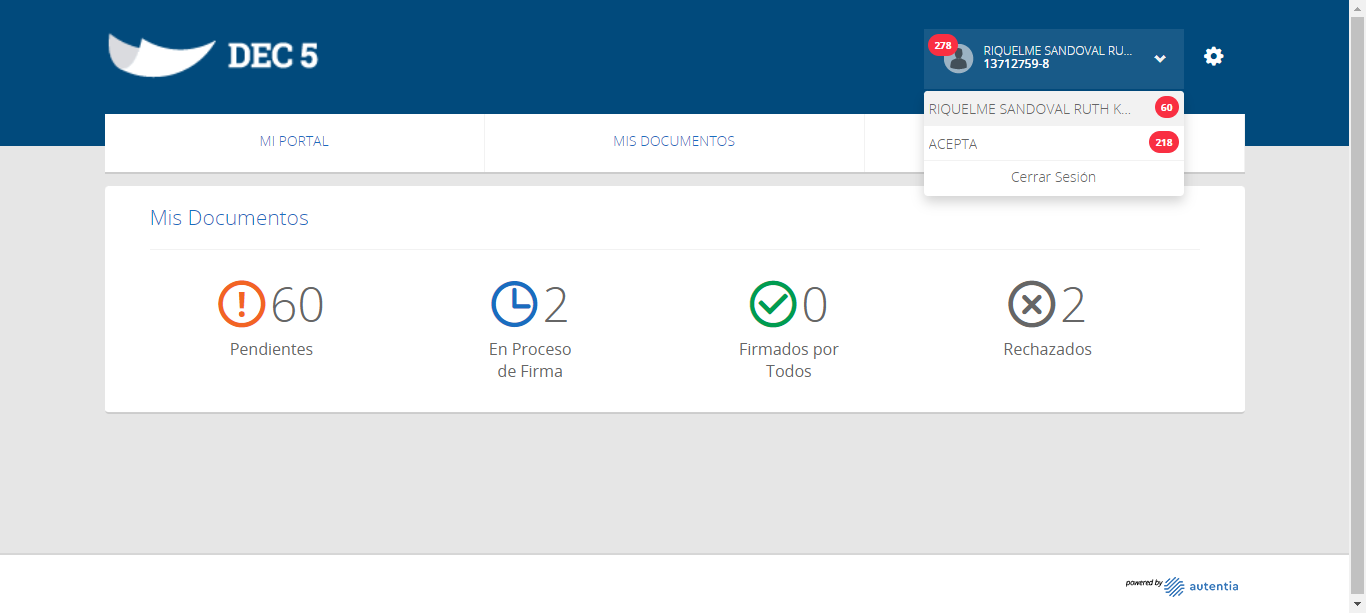 DEC 5
278
RIQUELME SANDOVAL RU...
13712759-8
RIQUELME SANDOVAL RUTH K...
60
ACEPTA
218
Cerrar Sesión
MI PORTAL
MIS DOCUMENTOS
Mis Documentos
60
Pendientes
2
En Proceso
de Firma
0
Firmados por
Todos
2
Rechazados
powered by
autentia